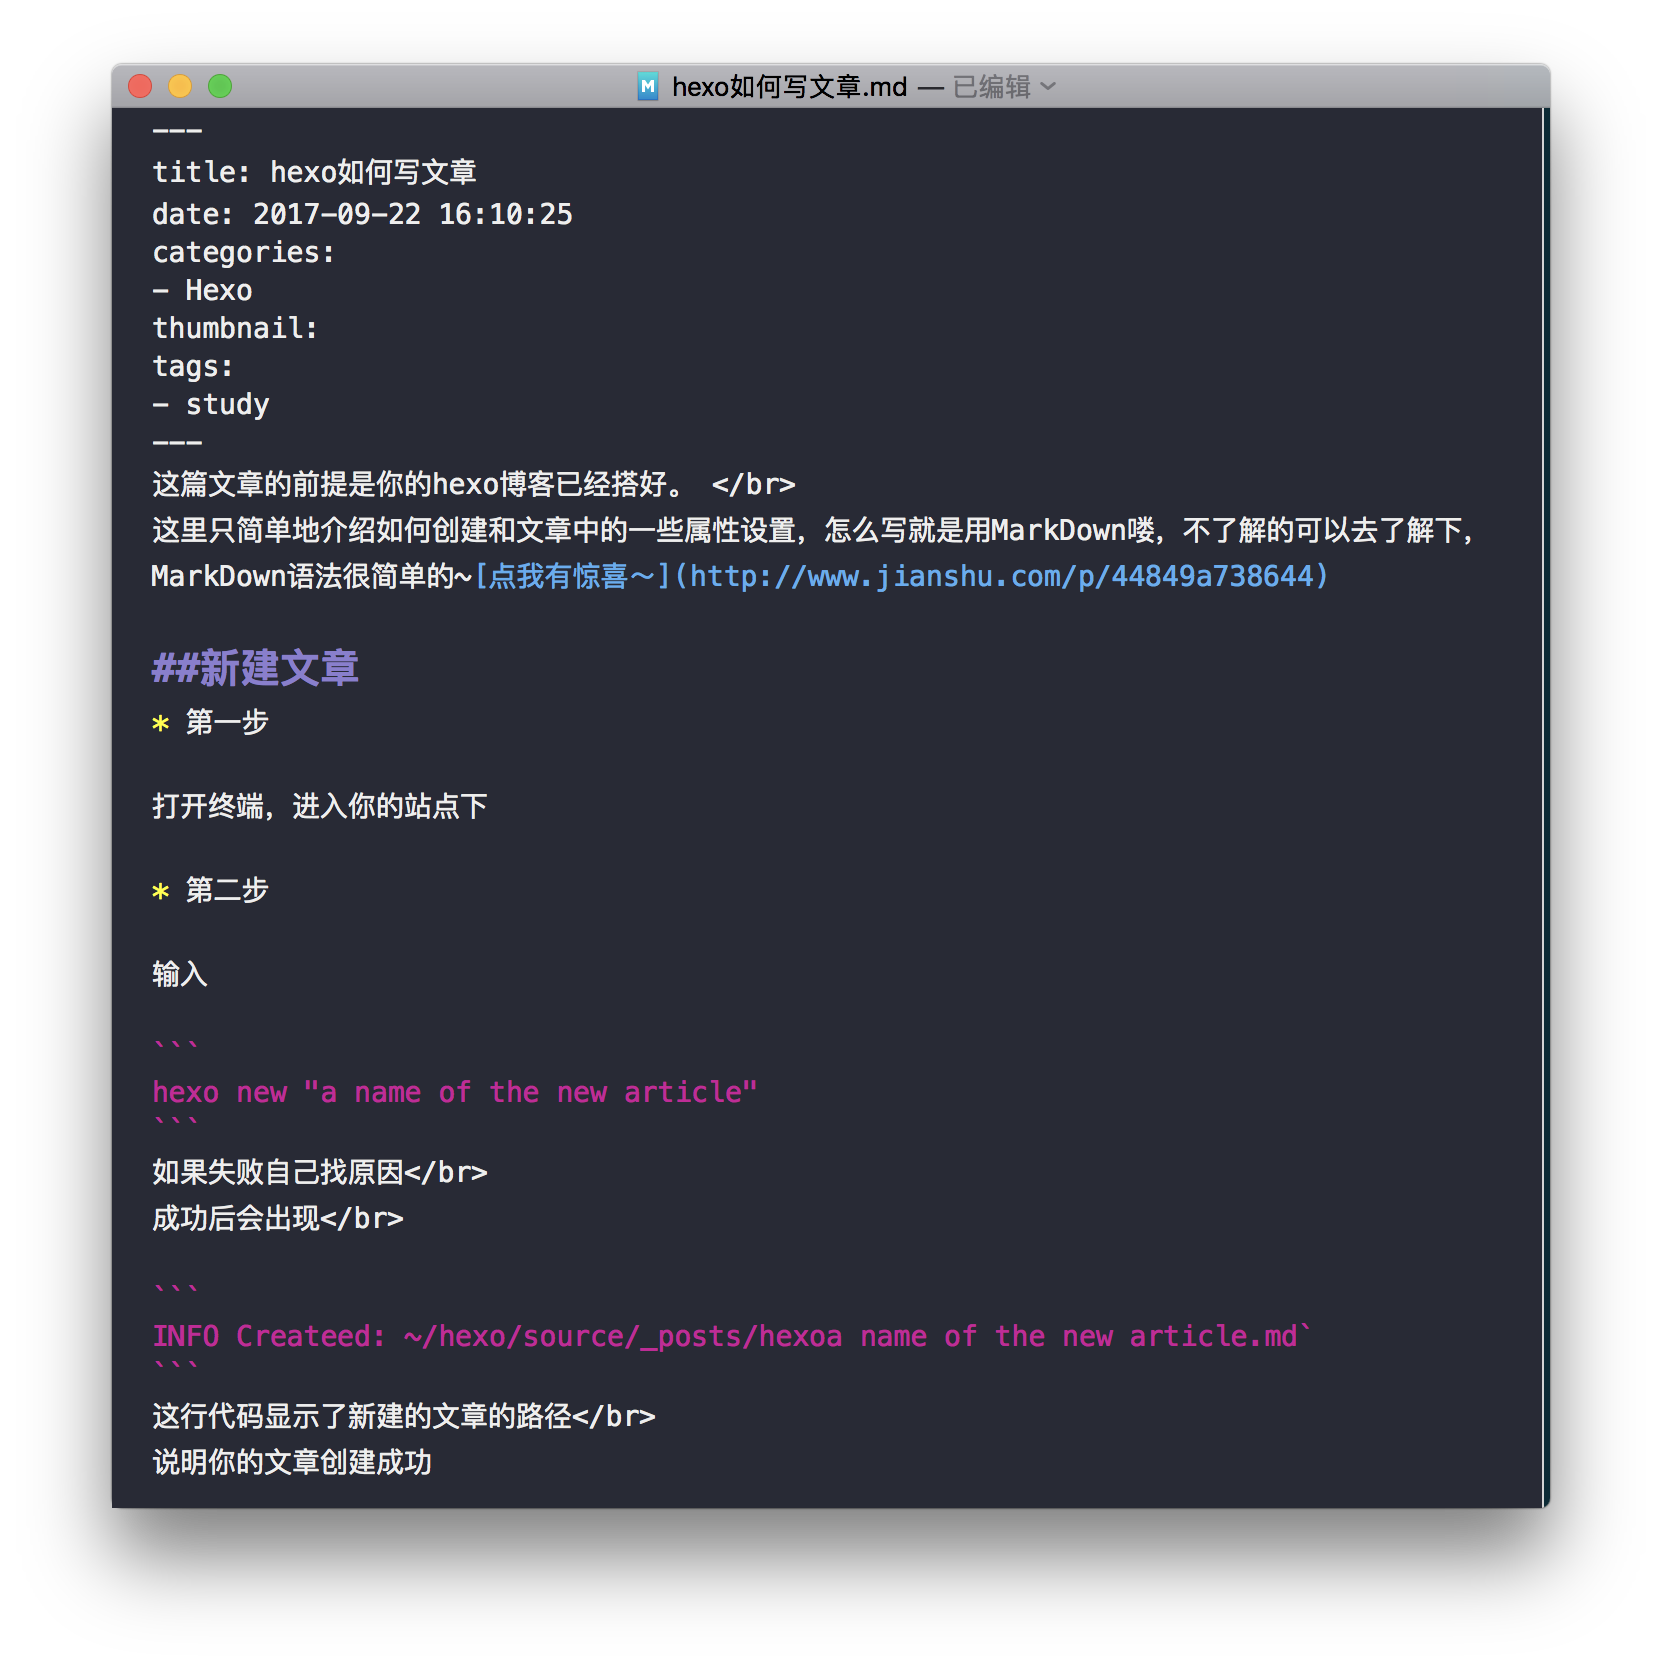 M hexo如何写文章.md — 已编辑
---
title: hexo如何写文章
date: 2017-09-22 16:10:25
categories:
- Hexo
thumbnail:
tags:
- study
---
这篇文章的前提是你的hexo博客已经搭好。 </br>
这里只简单地介绍如何创建和文章中的一些属性设置，怎么写就是用MarkDown喽，不了解的可以去了解下，
MarkDown语法很简单的~[点我有惊喜～](http://www.jianshu.com/p/44849a738644)
##新建文章
* 第一步
打开终端，进入你的站点下
* 第二步
输入
```
hexo new "a name of the new article"
```
如果失败自己找原因</br>
成功后会出现</br>
```
INFO Createed: ~/hexo/source/_posts/hexoa name of the new article.md`
```
这行代码显示了新建的文章的路径</br>
说明你的文章创建成功